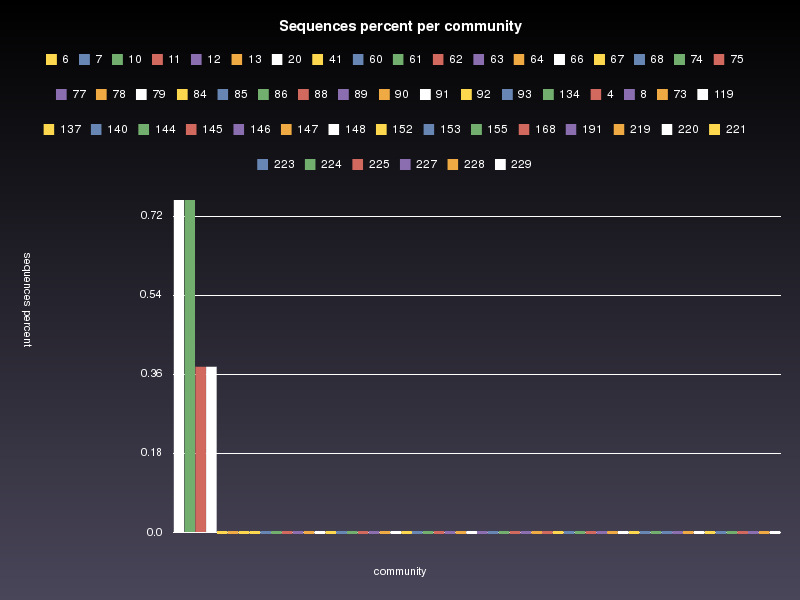 Sequences percent per community
6 7 10 11 12 13 20 41 60 61 62 63 64 66 67 68 74 75
77 78 79 84 85 86 88 89 90 91 92 93 134 4 8 73 119
137 140 144 145 146 147 148 152 153 155 168 191 219 220 221
223 224 225 227 228 229
0.72
0.54
0.36
0.18
0.0
sequences percent
community